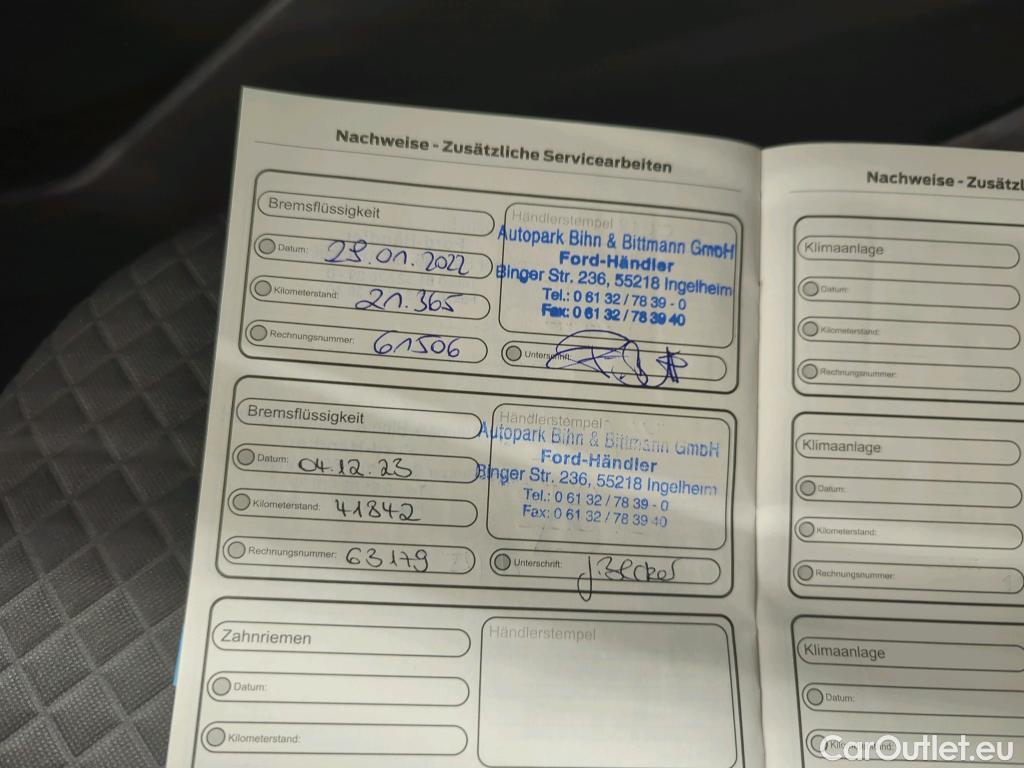 Nachweise - Zusätzliche Servicearbeiten
Bremsflüssigkeit
Datum: 29.01.2022
Kilometerstand: 21.365
Rechnungsnummer: 61506
Händlerstempel
Autopark Bihn & Bittmann GmbH
Ford-Händler
Binger Str. 236, 55218 Ingelheim
Tel.: 0 61 32 / 78 39 - 0
Fax: 0 61 32 / 78 39 40
Unterschrift:
Bremsflüssigkeit
Datum: 04.12.23
Kilometerstand: 41842
Rechnungsnummer: 63179
Händlerstempel
Autopark Bihn & Bittmann GmbH
Ford-Händler
Binger Str. 236, 55218 Ingelheim
Tel.: 0 61 32 / 78 39 - 0
Fax: 0 61 32 / 78 39 40
Unterschrift:
Zahnriemen
Datum:
Kilometerstand:
Händlerstempel
Nachweise - Zusätzl
Klimaanlage
Datum:
Kilometerstand:
Rechnungsnummer:
Klimaanlage
Datum:
Kilometerstand:
Rechnungsnummer:
Klimaanlage
Datum:
Kilometerstand:
CarOutlet.eu